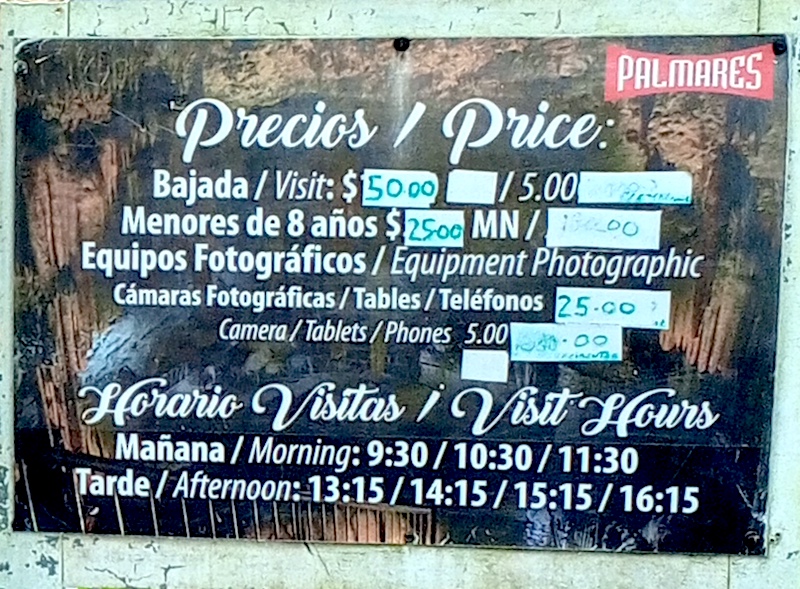 PALMARES
Precios / Price:
Bajada / Visit: $50.00 / 5.00
Menores de 8 años $25.00 MN /
Equipos Fotográficos / Equipment Photographic
Cámaras Fotográficas / Tables / Teléfonos 25.00
Camera / Tablets / Phones 5.00
Horario Visitas / Visit Hours
Mañana / Morning: 9:30 / 10:30 / 11:30
Tarde / Afternoon: 13:15 / 14:15 / 15:15 / 16:15